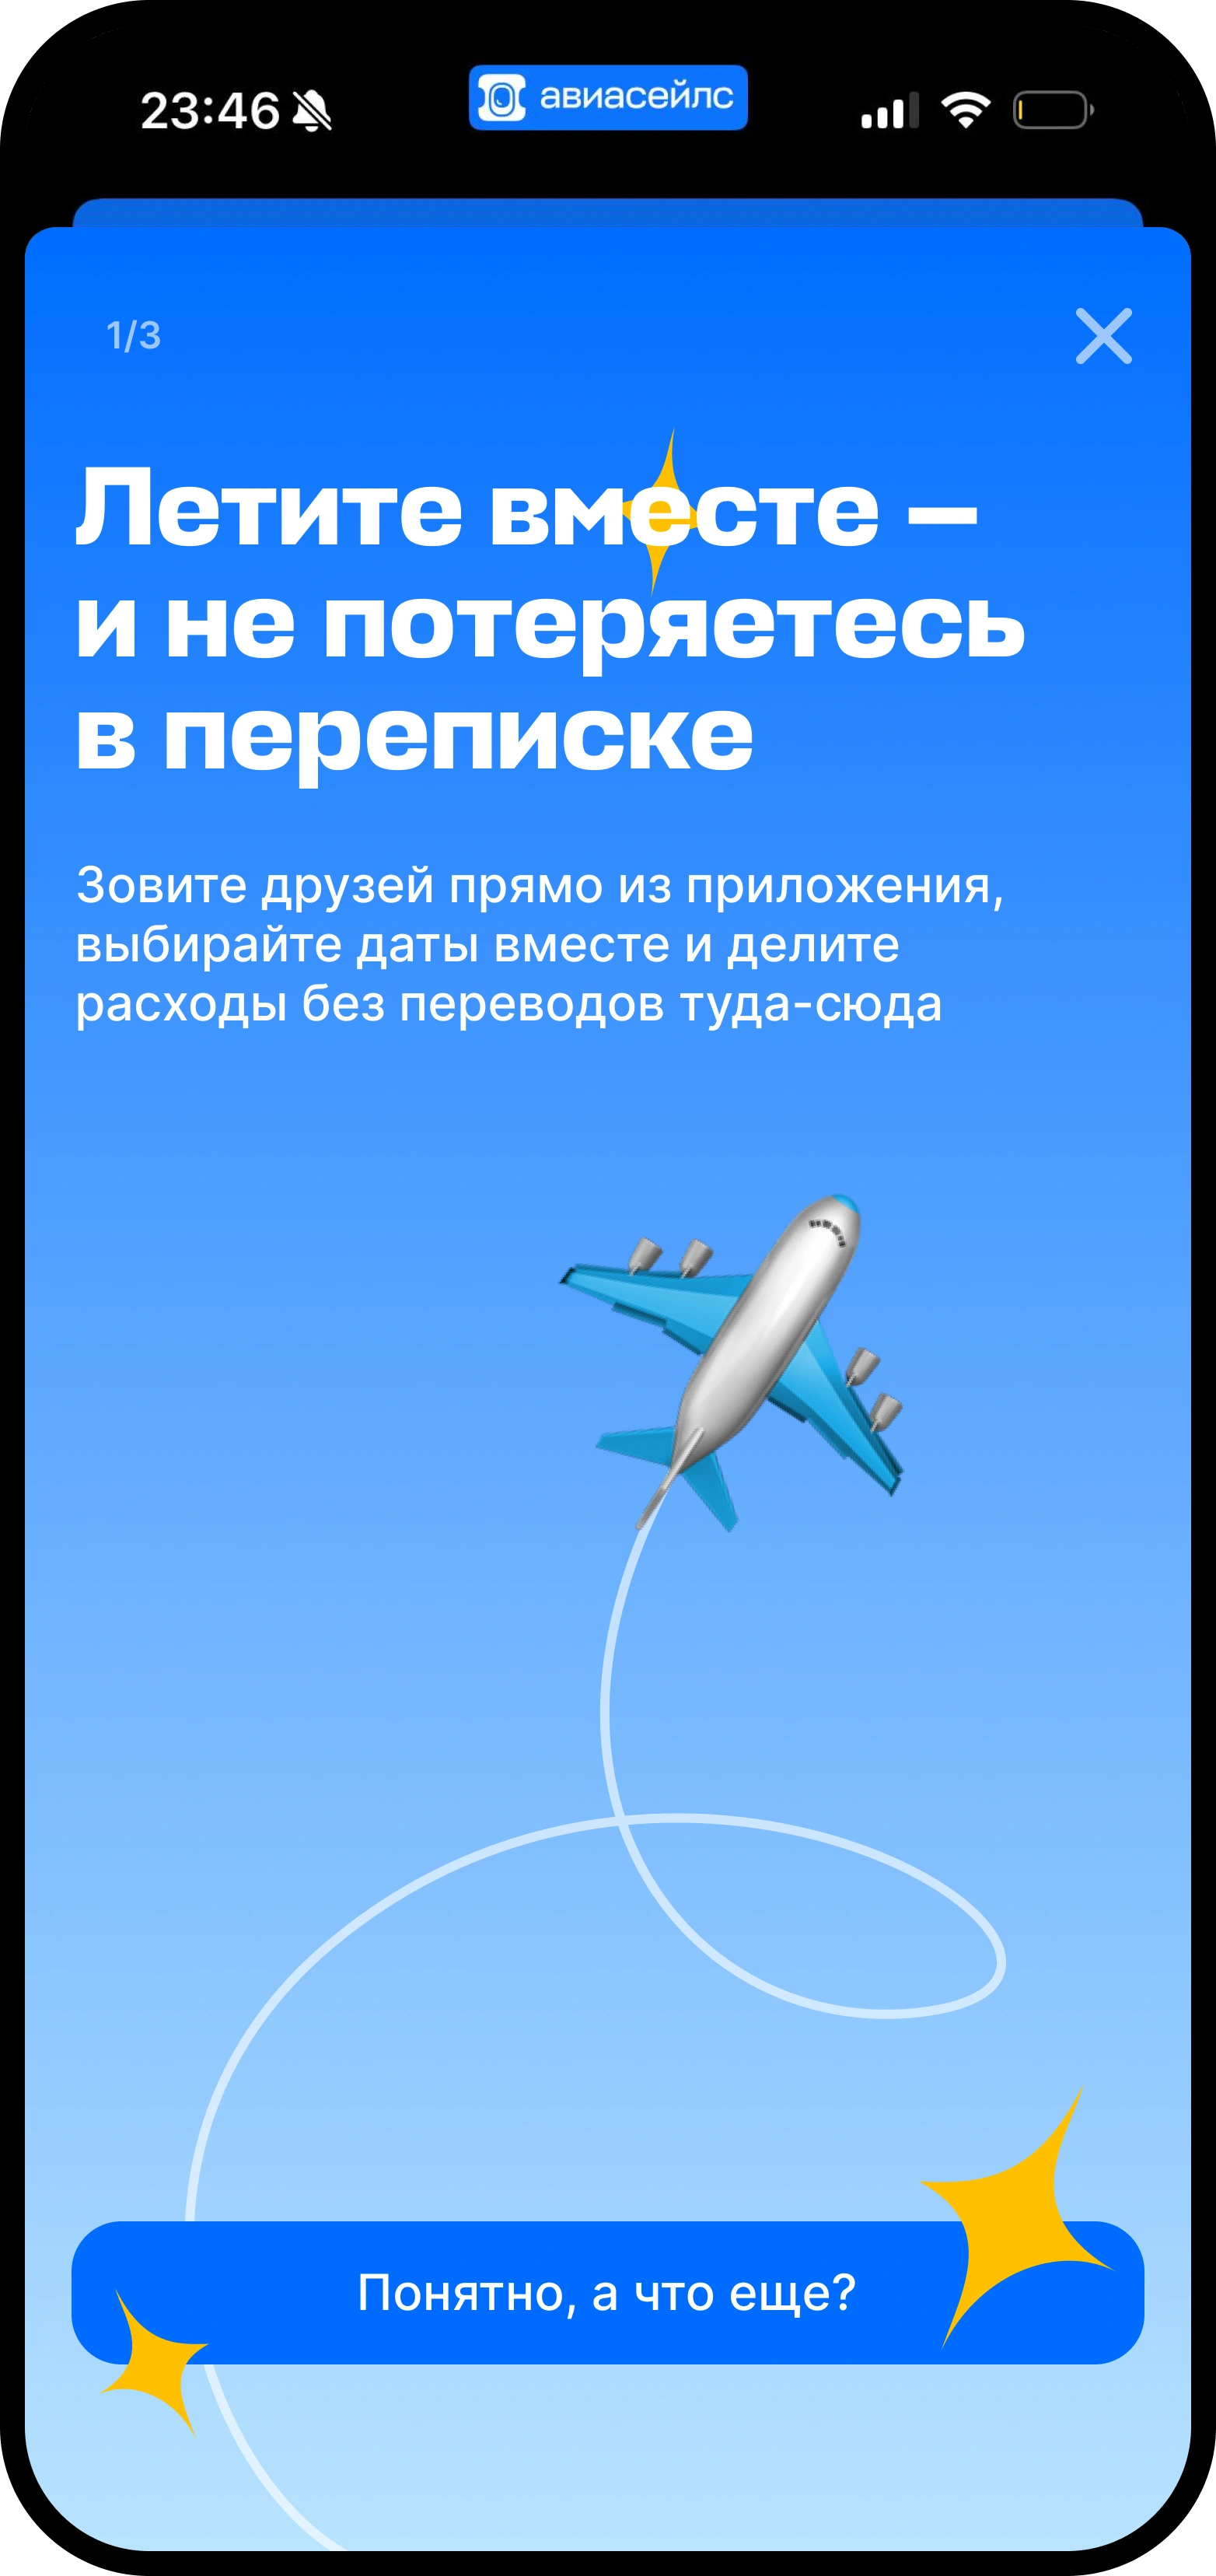 23:46
авиасейлс
1/3
Летите вместе –
и не потеряетесь
в переписке
Зовите друзей прямо из приложения,
выбирайте даты вместе и делите
расходы без переводов туда-сюда
Понятно, а что еще?